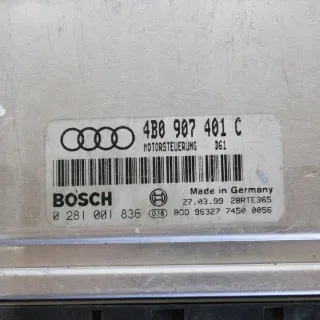 4B0 907 401 C
MOTORSTEUERUNG D61
BOSCH
Made in Germany
27.03.99 28RTE365
0 281 001 836 078 BOD 96327 7450 0056